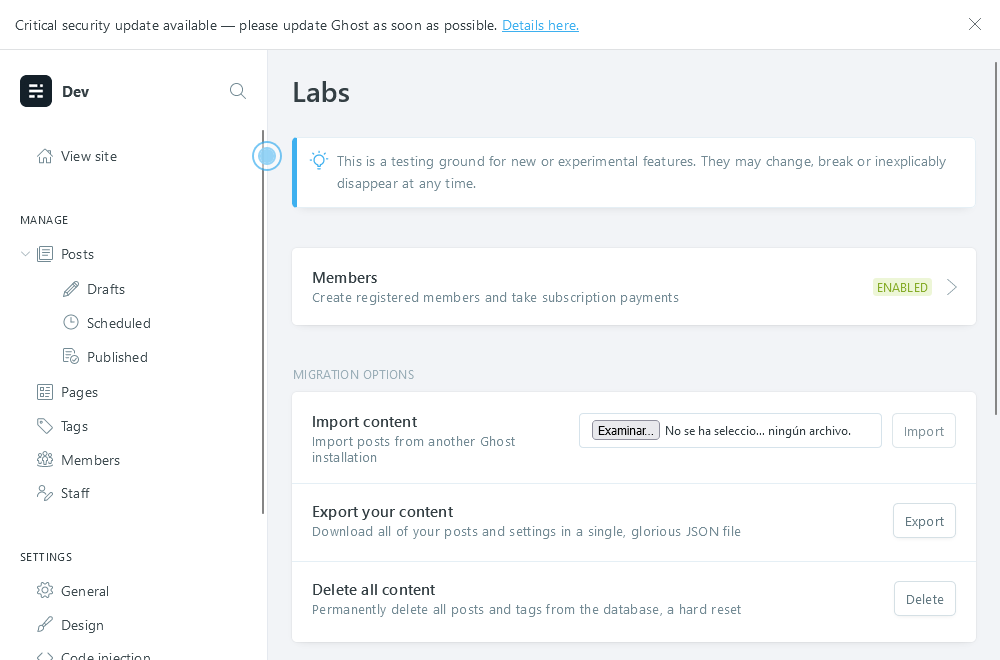 Critical security update available — please update Ghost as soon as possible. Details here.
Dev
View site
MANAGE
Posts
Drafts
Scheduled
Published
Pages
Tags
Members
Staff
SETTINGS
General
Design
Code injection
Labs
This is a testing ground for new or experimental features. They may change, break or inexplicably
disappear at any time.
Members
Create registered members and take subscription payments
ENABLED
MIGRATION OPTIONS
Import content
Import posts from another Ghost
installation
Examinar... No se ha seleccio... ningún archivo.
Import
Export your content
Download all of your posts and settings in a single, glorious JSON file
Export
Delete all content
Permanently delete all posts and tags from the database, a hard reset
Delete